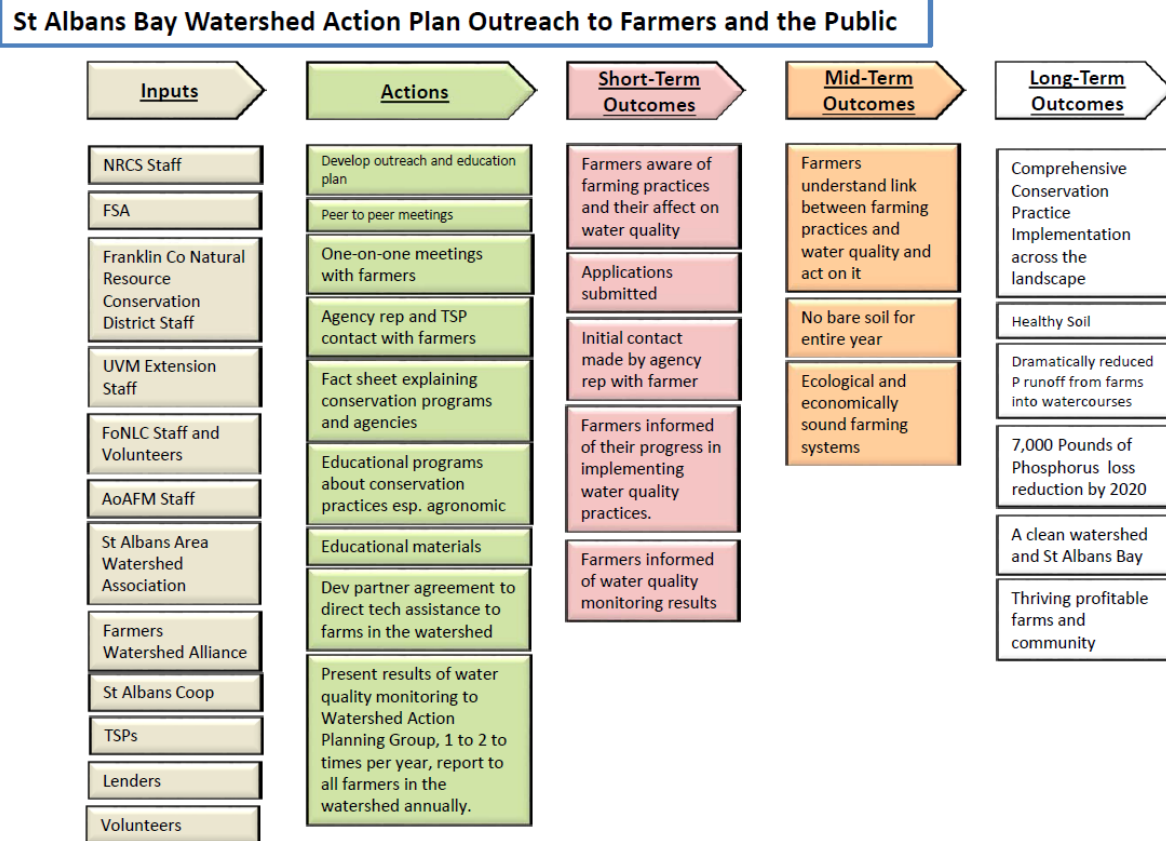 St Albans Bay Watershed Action Plan Outreach to Farmers and the Public
Inputs
NRCS Staff
FSA
Franklin Co Natural
Resource
Conservation
District Staff
UVM Extension
Staff
FoNLC Staff and
Volunteers
AoAFM Staff
St Albans Area
Watershed
Association
Farmers
Watershed Alliance
St Albans Coop
TSPs
Lenders
Volunteers
Actions
Develop outreach and education
plan
Peer to peer meetings
One-on-one meetings
with farmers
Agency rep and TSP
contact with farmers
Fact sheet explaining
conservation programs
and agencies
Educational programs
about conservation
practices esp. agronomic
Educational materials
Dev partner agreement to
direct tech assistance to
farms in the watershed
Present results of water
quality monitoring to
Watershed Action
Planning Group, 1 to 2 to
times per year, report to
all farmers in the
watershed annually.
Short-Term
Outcomes
Farmers aware of
farming practices
and their affect on
water quality
Applications
submitted
Initial contact
made by agency
rep with farmer
Farmers informed
of their progress in
implementing
water quality
practices.
Farmers informed
of water quality
monitoring results
Mid-Term
Outcomes
Farmers
understand link
between farming
practices and
water quality and
act on it
No bare soil for
entire year
Ecological and
economically
sound farming
systems
Long-Term
Outcomes
Comprehensive
Conservation
Practice
Implementation
across the
landscape
Healthy Soil
Dramatically reduced
P runoff from farms
into watercourses
7,000 Pounds of
Phosphorus loss
reduction by 2020
A clean watershed
and St Albans Bay
Thriving profitable
farms and
community